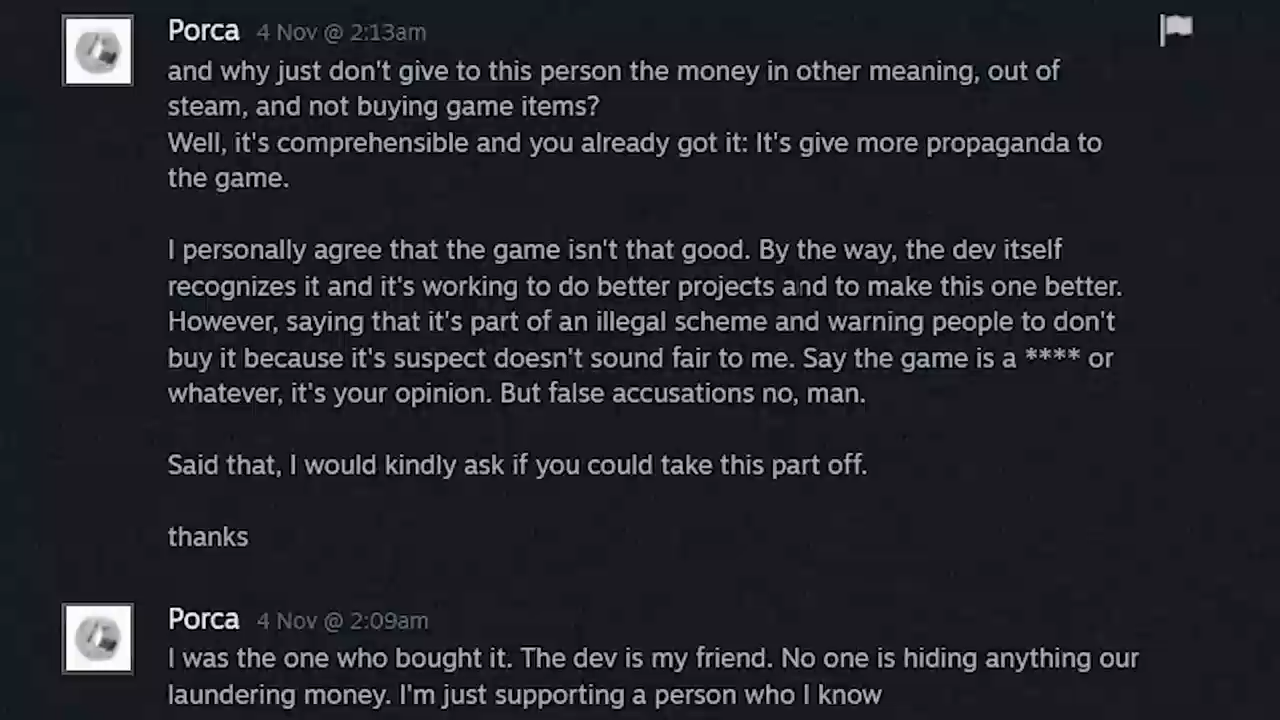 Porca 4 Nov @ 2:13am
and why just don't give to this person the money in other meaning, out of
steam, and not buying game items?
Well, it's comprehensible and you already got it: It's give more propaganda to
the game.
I personally agree that the game isn't that good. By the way, the dev itself
recognizes it and it's working to do better projects and to make this one better.
However, saying that it's part of an illegal scheme and warning people to don't
buy it because it's suspect doesn't sound fair to me. Say the game is a **** or
whatever, it's your opinion. But false accusations no, man.
Said that, I would kindly ask if you could take this part off.
thanks
Porca 4 Nov @ 2:09am
I was the one who bought it. The dev is my friend. No one is hiding anything our
laundering money. I'm just supporting a person who I know